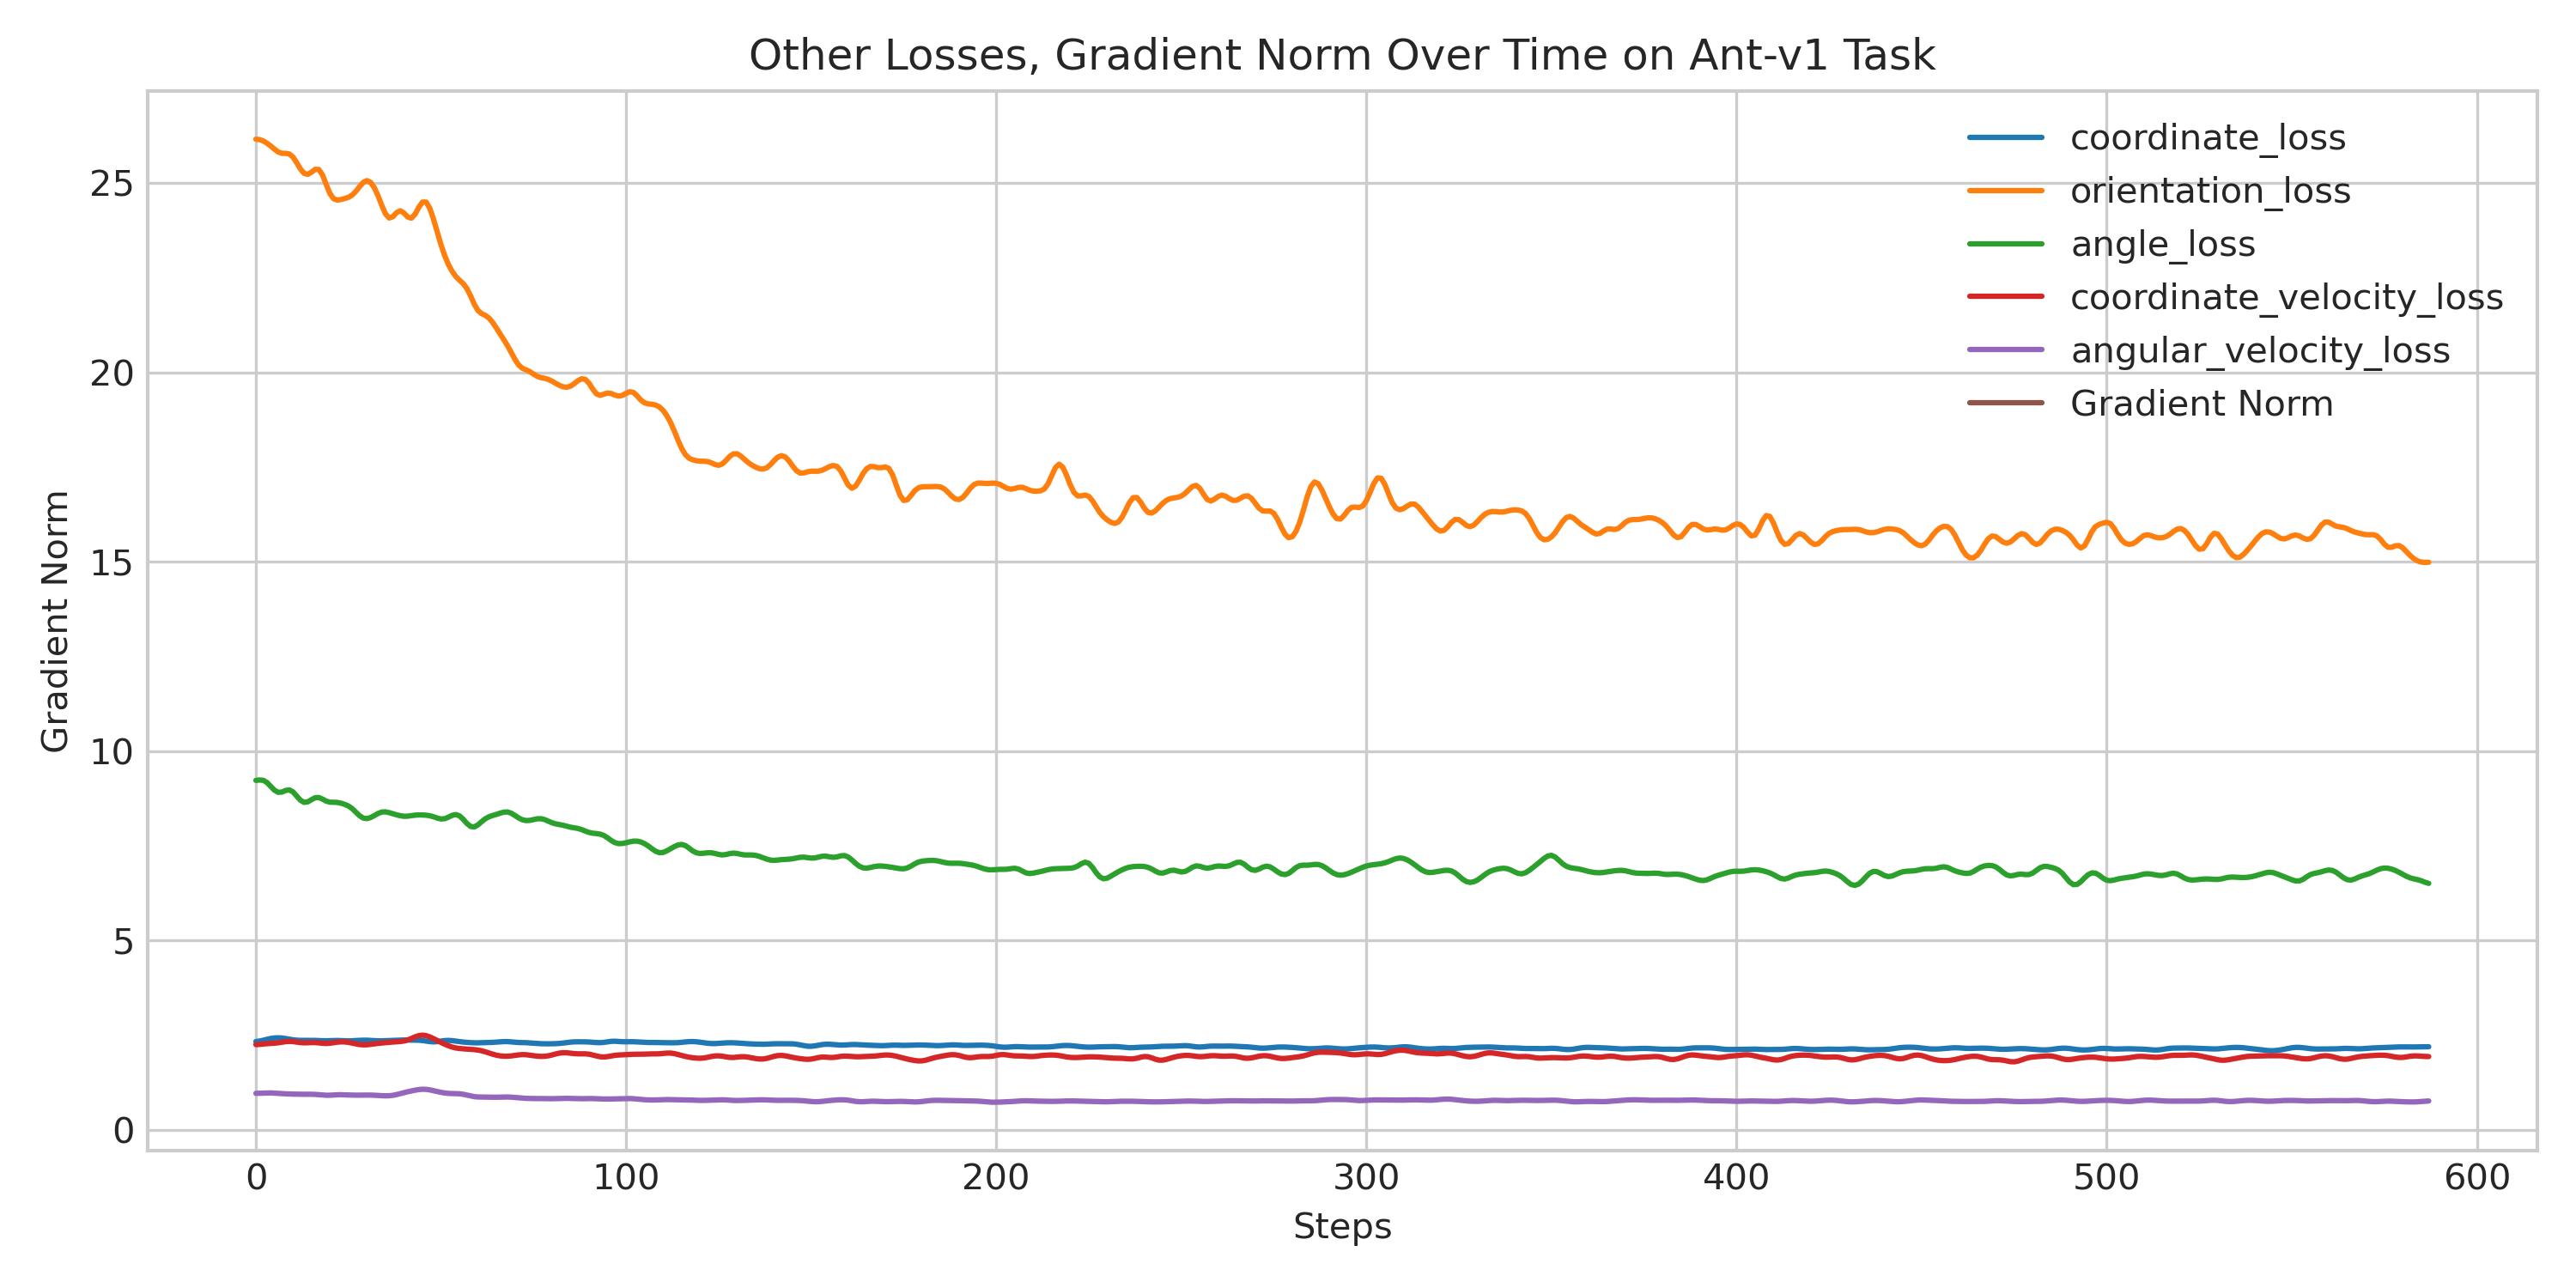 Other Losses, Gradient Norm Over Time on Ant-v1 Task
coordinate_loss
orientation_loss
angle_loss
coordinate_velocity_loss
angular_velocity_loss
Gradient Norm
Gradient Norm
25
20
15
10
5
0
0 100 200 300 400 500 600
Steps